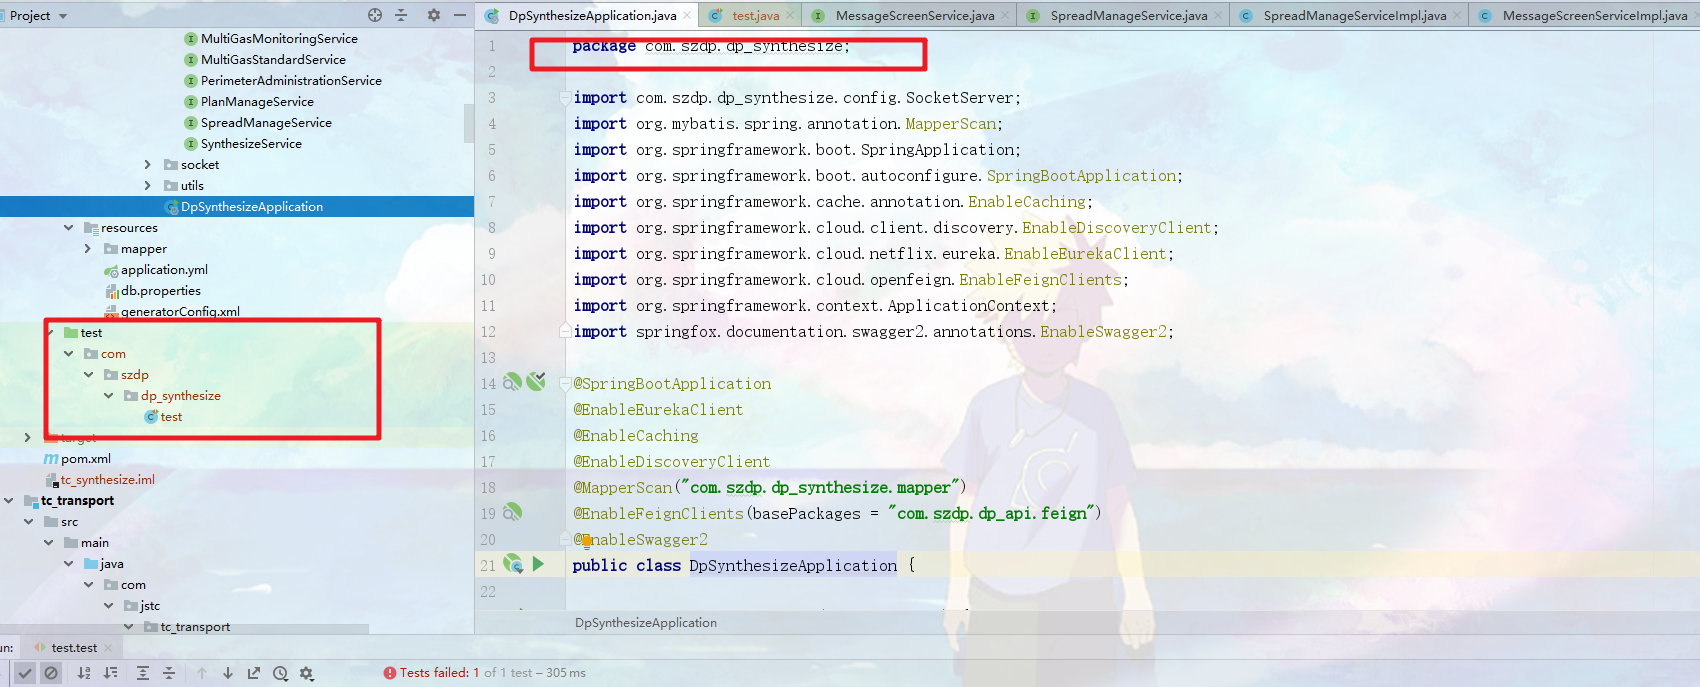 Project
DpSynthesizeApplication.java
test.java
MessageScreenService.java
SpreadManageService.java
SpreadManageServiceImpl.java
MessageScreenServiceImpl.java
MultiGasMonitoringService
MultiGasStandardService
PerimeterAdministrationService
PlanManageService
SpreadManageService
SynthesizeService
socket
utils
DpSynthesizeApplication
resources
mapper
application.yml
db.properties
generatorConfig.xml
test
com
szdp
dp_synthesize
test
target
pom.xml
tc_synthesize.iml
tc_transport
src
main
java
com
jstc
tc_transport
1 package com.szdp.dp_synthesize;
2
3 import com.szdp.dp_synthesize.config.SocketServer;
4 import org.mybatis.spring.annotation.MapperScan;
5 import org.springframework.boot.SpringApplication;
6 import org.springframework.boot.autoconfigure.SpringBootApplication;
7 import org.springframework.cache.annotation.EnableCaching;
8 import org.springframework.cloud.client.discovery.EnableDiscoveryClient;
9 import org.springframework.cloud.netflix.eureka.EnableEurekaClient;
10 import org.springframework.cloud.openfeign.EnableFeignClients;
11 import org.springframework.context.ApplicationContext;
12 import springfox.documentation.swagger2.annotations.EnableSwagger2;
13
14 @SpringBootApplication
15 @EnableEurekaClient
16 @EnableCaching
17 @EnableDiscoveryClient
18 @MapperScan("com.szdp.dp_synthesize.mapper")
19 @EnableFeignClients(basePackages = "com.szdp.dp_api.feign")
20 @EnableSwagger2
21 public class DpSynthesizeApplication {
22
DpSynthesizeApplication
un:
test.test
Tests failed: 1 of 1 test – 305 ms